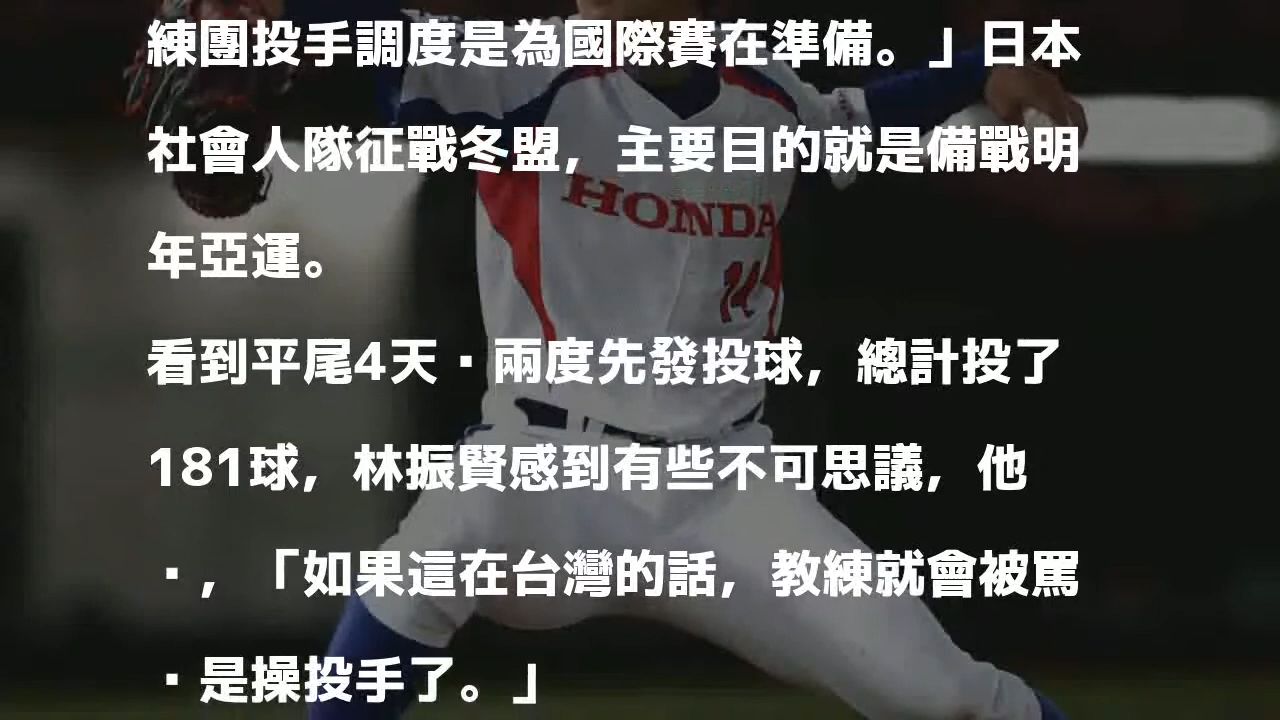 練團投手調度是為國際賽在準備。」日本
社會人隊征戰冬盟，主要目的就是備戰明
年亞運。
看到平尾4天・兩度先發投球，總計投了
181球，林振賢感到有些不可思議，他
・，「如果這在台灣的話，教練就會被罵
・是操投手了。」
HONDA
14